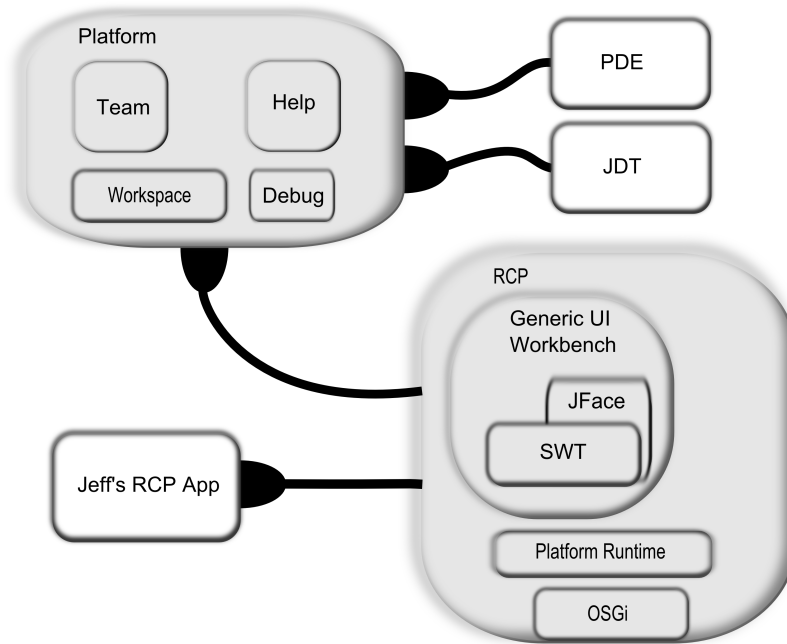 Platform
Team
Help
Workspace
Debug
PDE
JDT
RCP
Generic UI
Workbench
JFace
SWT
Jeff's RCP App
Platform Runtime
OSGi